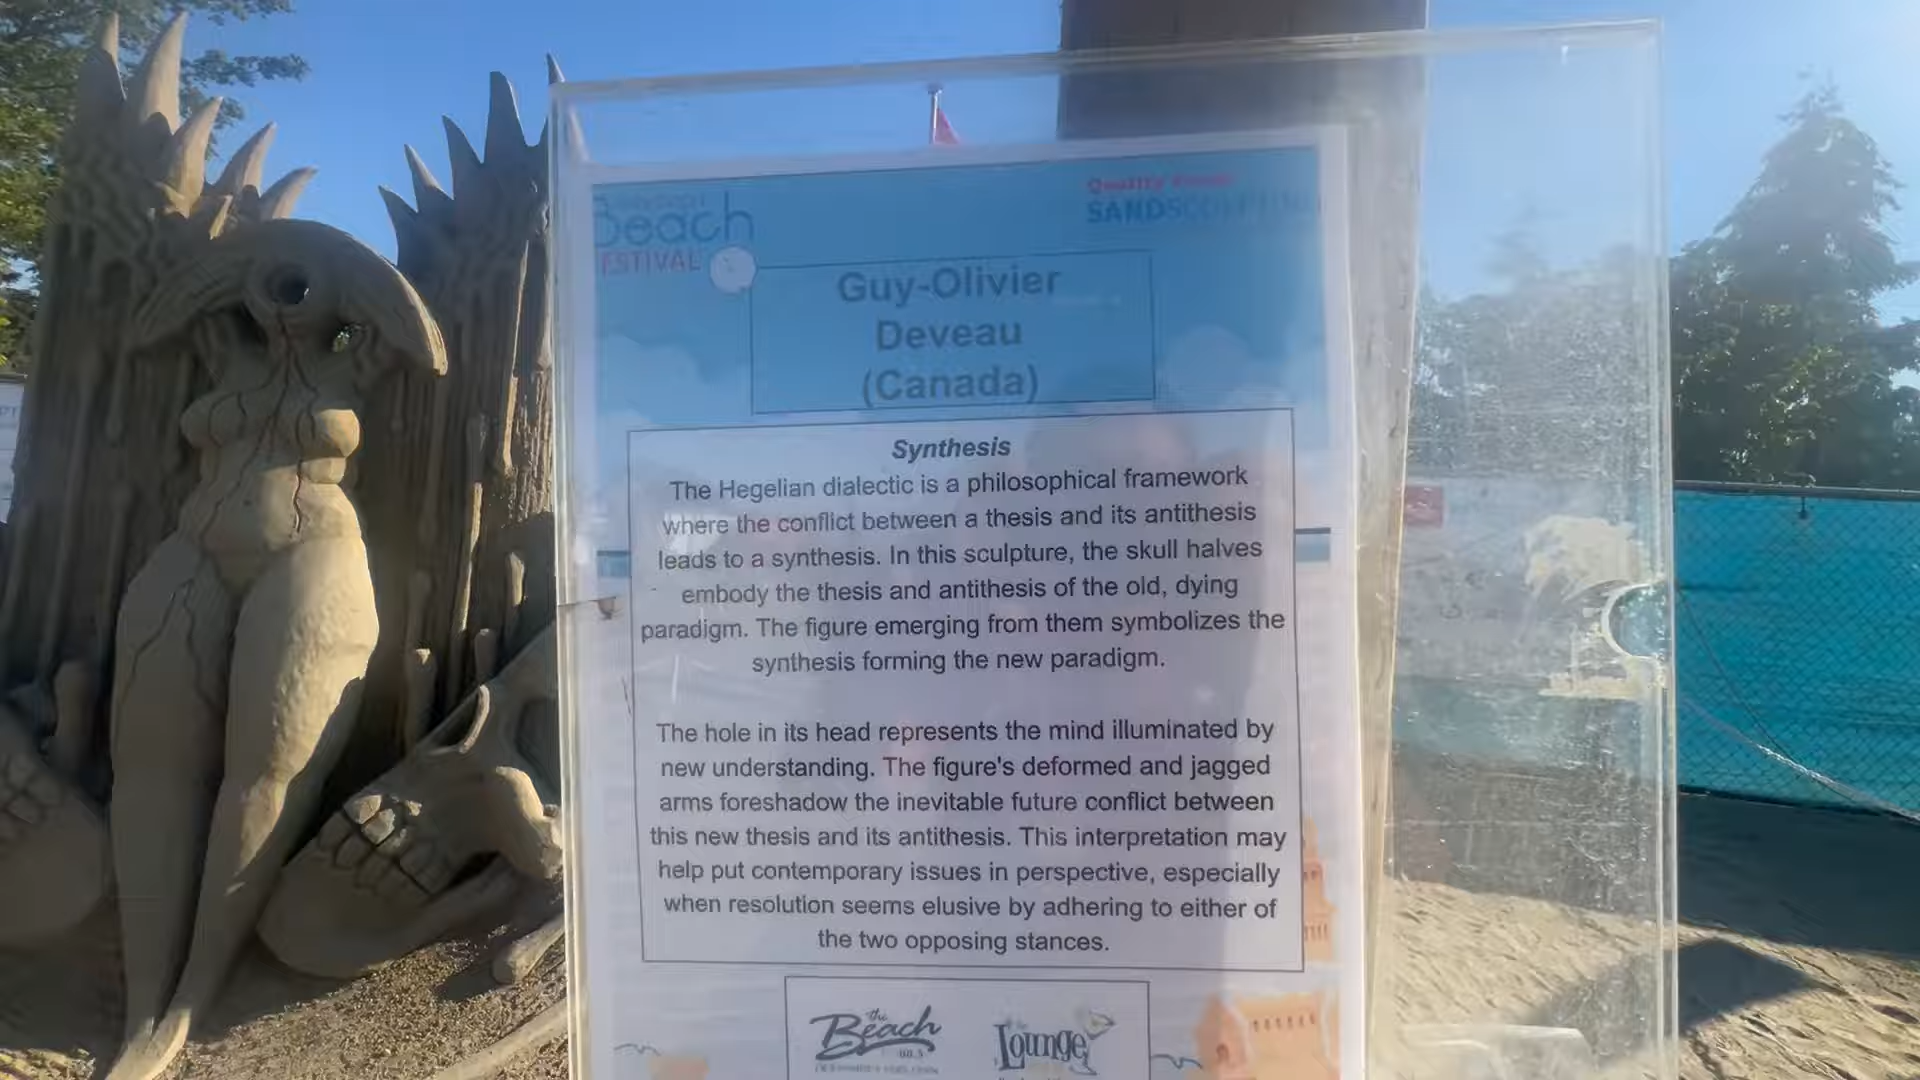 Beach
ESTIVAL
Quality Foods
SANDSCULPTING
Guy-Olivier
Deveau
(Canada)
Synthesis
The Hegelian dialectic is a philosophical framework
where the conflict between a thesis and its antithesis
leads to a synthesis. In this sculpture, the skull halves
embody the thesis and antithesis of the old, dying
paradigm. The figure emerging from them symbolizes the
synthesis forming the new paradigm.
The hole in its head represents the mind illuminated by
new understanding. The figure's deformed and jagged
arms foreshadow the inevitable future conflict between
this new thesis and its antithesis. This interpretation may
help put contemporary issues in perspective, especially
when resolution seems elusive by adhering to either of
the two opposing stances.
the
Beach
88.5
Lounge